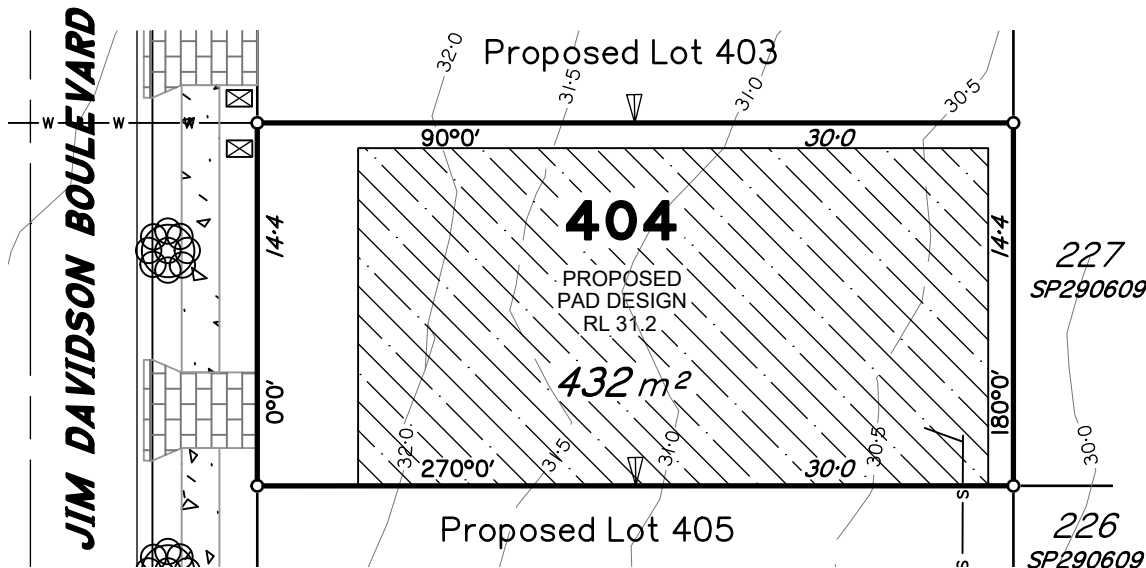 JIM DAVIDSON BOULEVARD
W
W
W
Proposed Lot 403
32·0
31·5
31·0
30·5
90°0'
30·0
14·4
404
PROPOSED
PAD DESIGN
RL 31.2
432 m²
14·4
227
SP290609
0°0'
180°0'
32·0
31·5
31·0
30·5
30·0
270°0'
30·0
S
Proposed Lot 405
226
SP290609
S